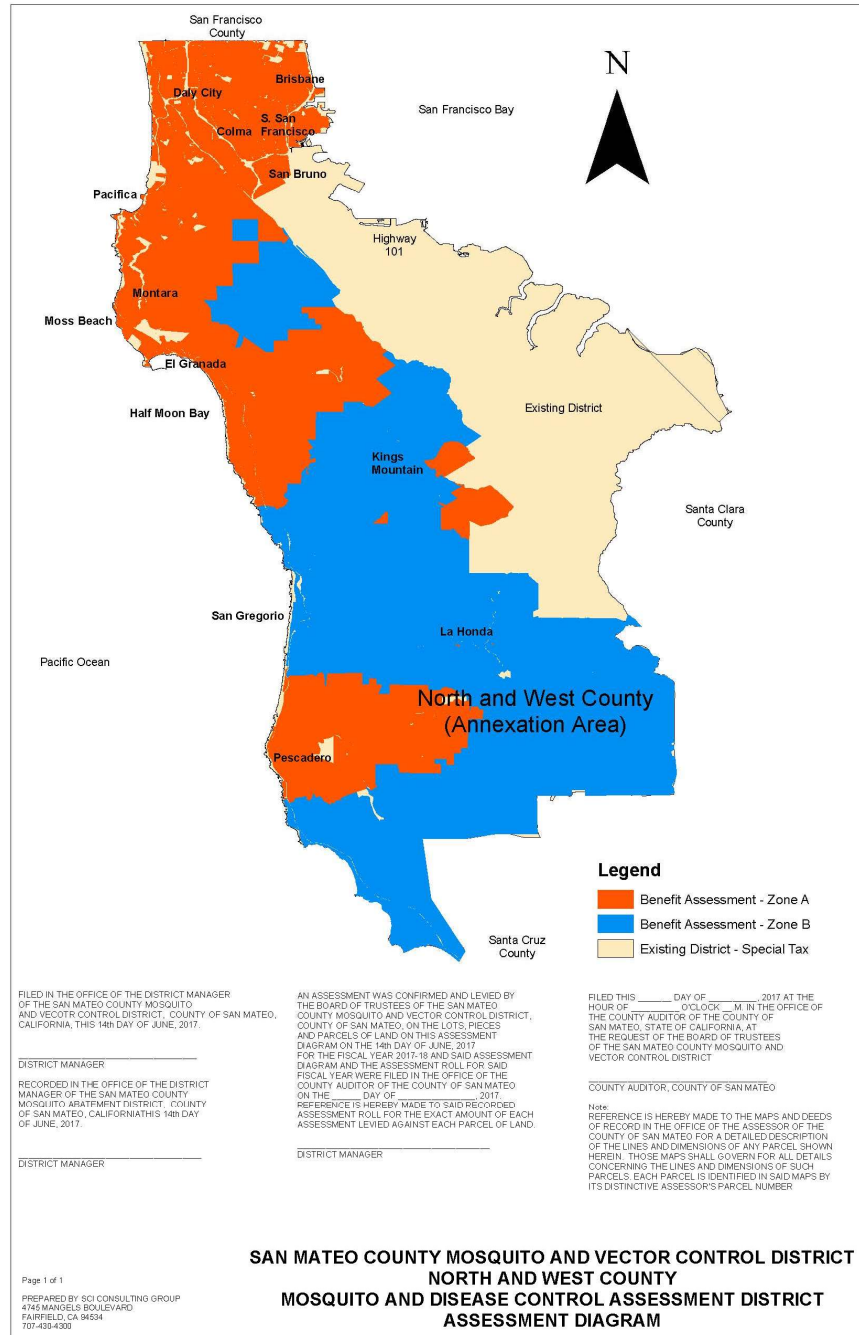 San Francisco
County
Brisbane
Daly City
San Francisco Bay
N
S. San
Francisco
Colma
San Bruno
Pacifica
Highway
101
Montara
Moss Beach
El Granada
Half Moon Bay
Existing District
Kings
Mountain
Santa Clara
County
San Gregorio
La Honda
Pacific Ocean
North and West County
(Annexation Area)
Pescadero
Legend
Benefit Assessment - Zone A
Benefit Assessment - Zone B
Existing District - Special Tax
Santa Cruz
County
FILED IN THE OFFICE OF THE DISTRICT MANAGER
OF THE SAN MATEO COUNTY MOSQUITO
AND VECOTR CONTROL DISTRICT, COUNTY OF SAN MATEO,
CALIFORNIA, THIS 14th DAY OF JUNE, 2017.
DISTRICT MANAGER
RECORDED IN THE OFFICE OF THE DISTRICT
MANAGER OF THE SAN MATEO COUNTY
MOSQUITO ABATEMENT DISTRICT, COUNTY
OF SAN MATEO, CALIFORNIATHIS 14th DAY
OF JUNE, 2017.
DISTRICT MANAGER
AN ASSESSMENT WAS CONFIRMED AND LEVIED BY
THE BOARD OF TRUSTEES OF THE SAN MATEO
COUNTY MOSQUITO AND VECTOR CONTROL DISTRICT,
COUNTY OF SAN MATEO, ON THE LOTS, PIECES
AND PARCELS OF LAND ON THIS ASSESSMENT
DIAGRAM ON THE 14th DAY OF JUNE, 2017
FOR THE FISCAL YEAR 2017-18 AND SAID ASSESSMENT
DIAGRAM AND THE ASSESSMENT ROLL FOR SAID
FISCAL YEAR WERE FILED IN THE OFFICE OF THE
COUNTY AUDITOR OF THE COUNTY OF SAN MATEO
ON THE ______ DAY OF ________________, 2017.
REFERENCE IS HEREBY MADE TO SAID RECORDED
ASSESSMENT ROLL FOR THE EXACT AMOUNT OF EACH
ASSESSMENT LEVIED AGAINST EACH PARCEL OF LAND.
DISTRICT MANAGER
FILED THIS _______ DAY OF __________, 2017 AT THE
HOUR OF __________ O'CLOCK __M. IN THE OFFICE OF
THE COUNTY AUDITOR OF THE COUNTY OF
SAN MATEO, STATE OF CALIFORNIA, AT
THE REQUEST OF THE BOARD OF TRUSTEES
OF THE SAN MATEO COUNTY MOSQUITO AND
VECTOR CONTROL DISTRICT
COUNTY AUDITOR, COUNTY OF SAN MATEO
Note:
REFERENCE IS HEREBY MADE TO THE MAPS AND DEEDS
OF RECORD IN THE OFFICE OF THE ASSESSOR OF THE
COUNTY OF SAN MATEO FOR A DETAILED DESCRIPTION
OF THE LINES AND DIMENSIONS OF ANY PARCEL SHOWN
HEREIN. THOSE MAPS SHALL GOVERN FOR ALL DETAILS
CONCERNING THE LINES AND DIMENSIONS OF SUCH
PARCELS. EACH PARCEL IS IDENTIFIED IN SAID MAPS BY
ITS DISTINCTIVE ASSESSOR'S PARCEL NUMBER
SAN MATEO COUNTY MOSQUITO AND VECTOR CONTROL DISTRICT
NORTH AND WEST COUNTY
MOSQUITO AND DISEASE CONTROL ASSESSMENT DISTRICT
ASSESSMENT DIAGRAM
Page 1 of 1
PREPARED BY SCI CONSULTING GROUP
4745 MANGELS BOULEVARD
FAIRFIELD, CA 94534
707-430-4300